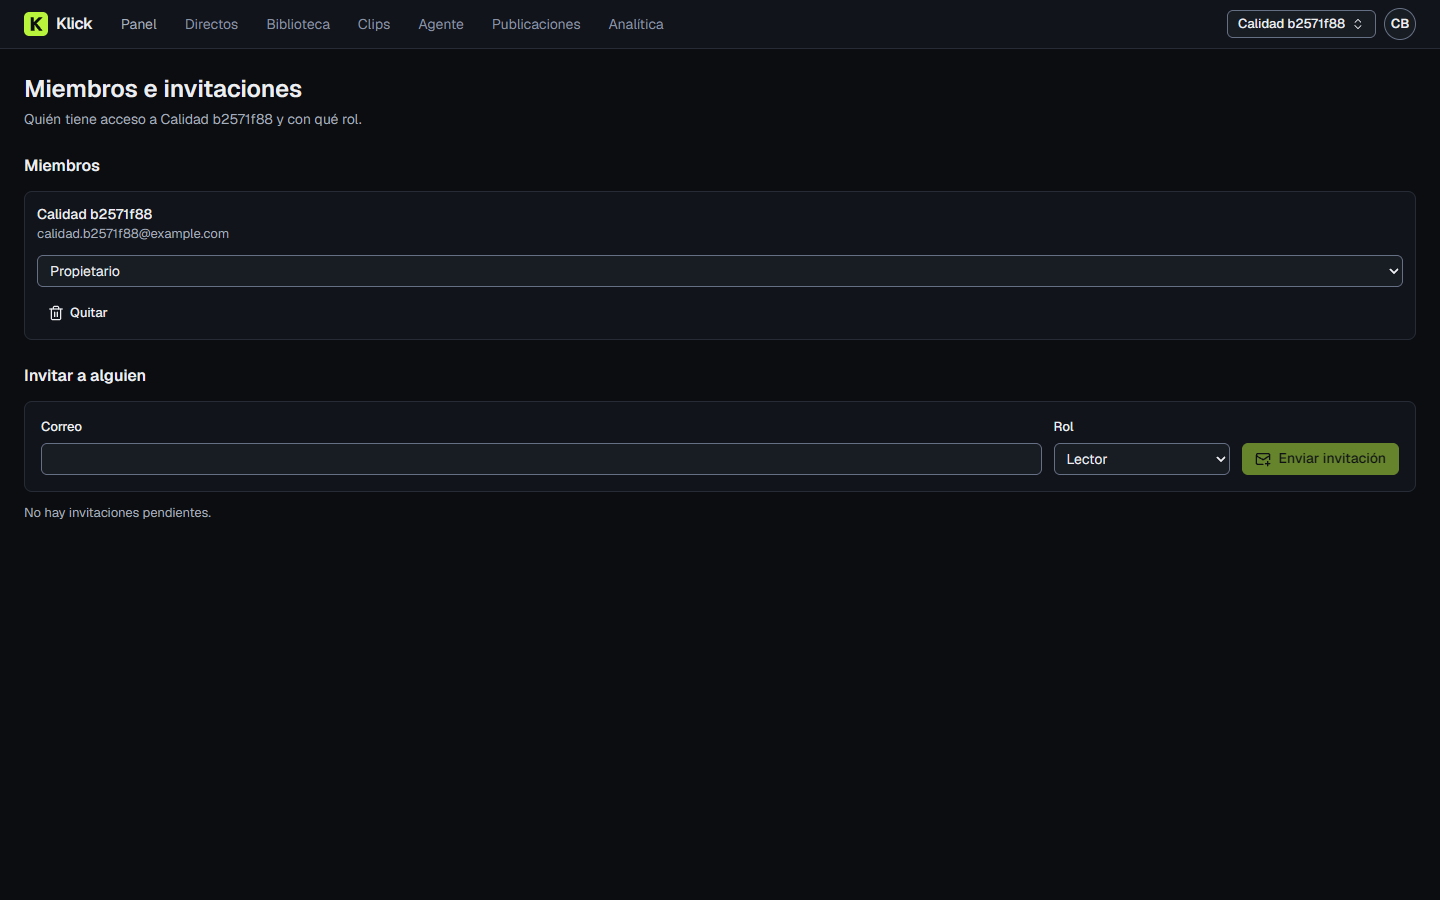 K Klick Panel Directos Biblioteca Clips Agente Publicaciones Analítica Calidad b2571f88 CB
Miembros e invitaciones
Quién tiene acceso a Calidad b2571f88 y con qué rol.
Miembros
Calidad b2571f88
calidad.b2571f88@example.com
Propietario
Quitar
Invitar a alguien
Correo Rol
Lector Enviar invitación
No hay invitaciones pendientes.